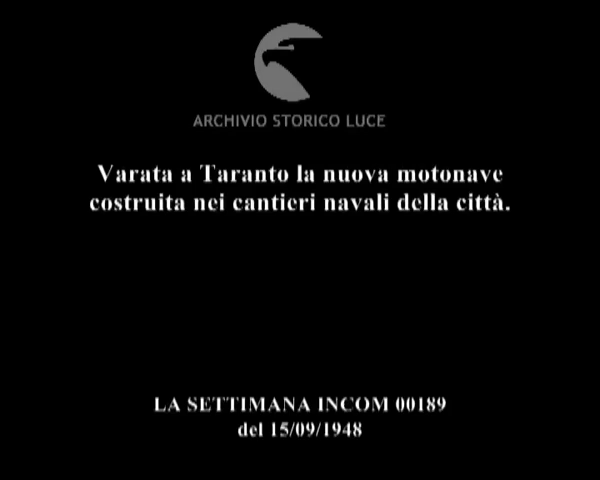 ARCHIVIO STORICO LUCE
Varata a Taranto la nuova motonave
costruita nei cantieri navali della città.
LA SETTIMANA INCOM 00189
del 15/09/1948